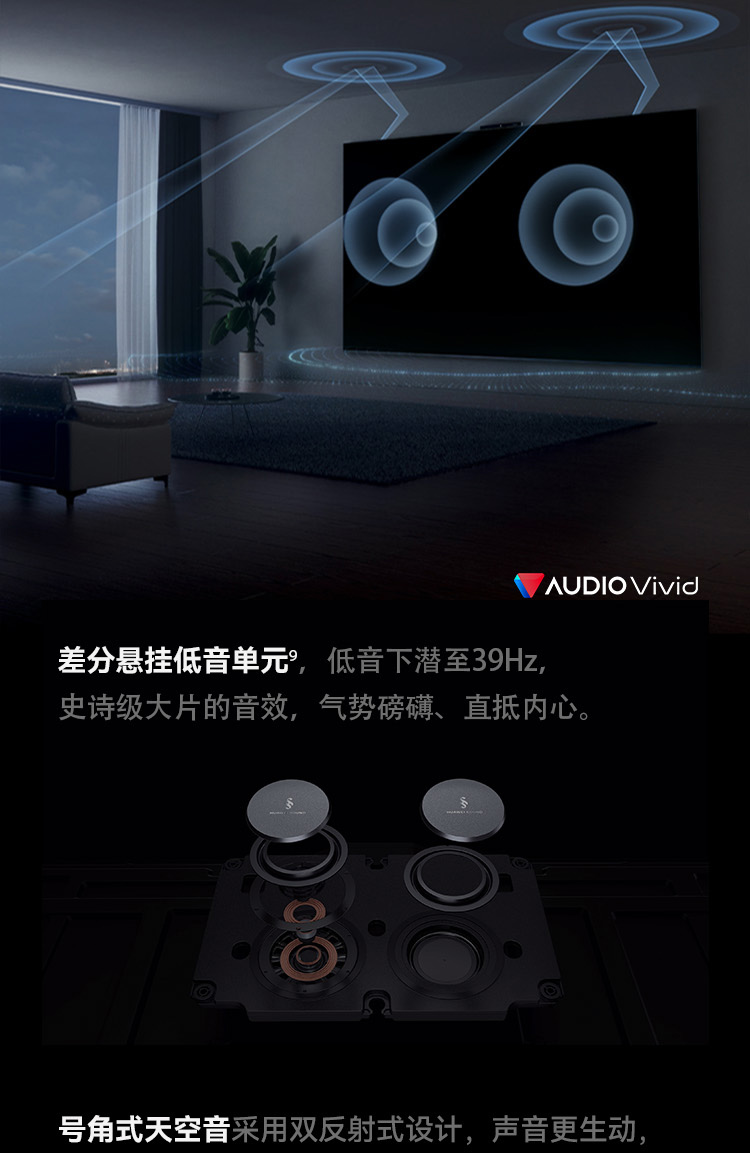 AUDIO Vivid
差分悬挂低音单元⁹，低音下潜至39Hz,
史诗级大片的音效，气势磅礴、直抵内心。
号角式天空音采用双反射式设计，声音更生动，